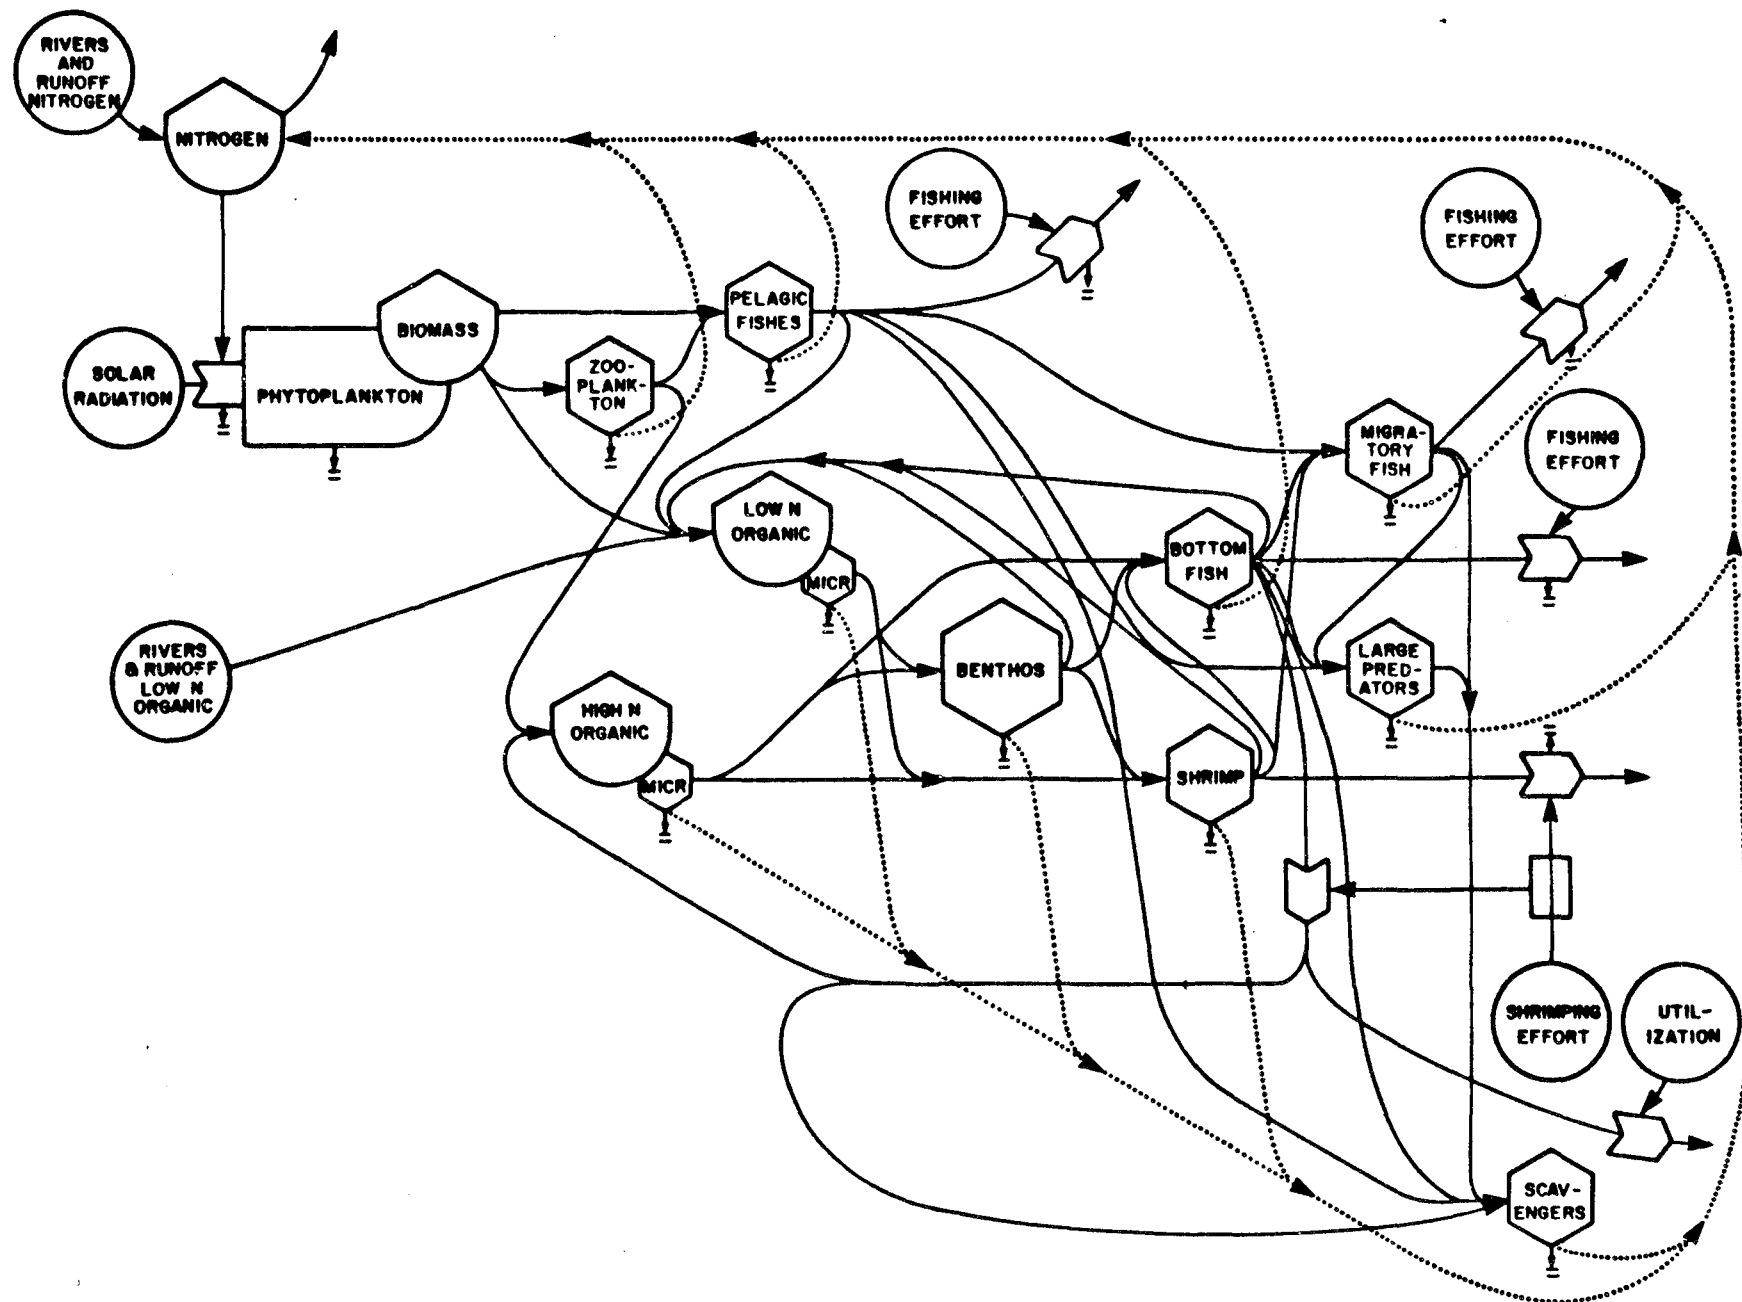 RIVERS
AND
RUNOFF
NITROGEN
NITROGEN
FISHING
EFFORT
FISHING
EFFORT
BIOMASS
PELAGIC
FISHES
SOLAR
RADIATION
PHYTOPLANKTON
ZOO-
PLANK-
TON
MIGRA-
TORY
FISH
FISHING
EFFORT
LOW N
ORGANIC
MICR
BOTTOM
FISH
RIVERS
& RUNOFF
LOW N
ORGANIC
BENTHOS
LARGE
PRED-
ATORS
HIGH N
ORGANIC
MICR
SHRIMP
SHRIMPING
EFFORT
UTIL-
IZATION
SCAV-
ENGERS